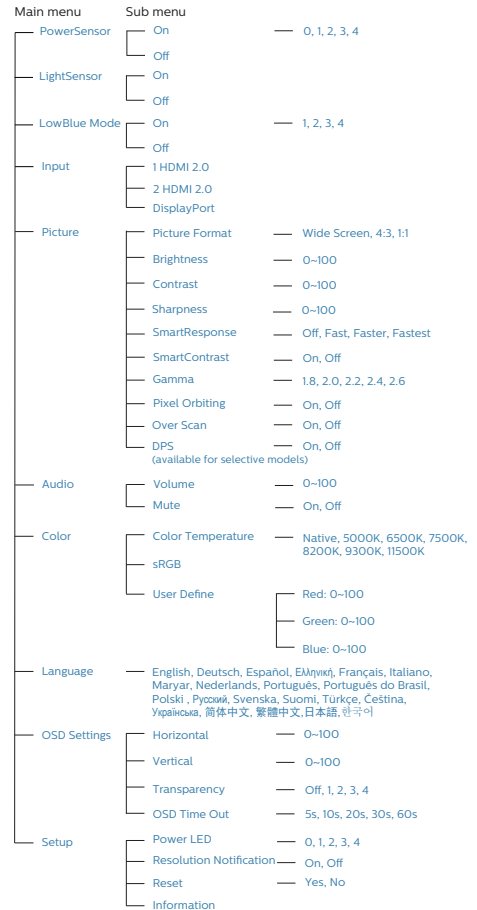 Main menu Sub menu
PowerSensor On 0, 1, 2, 3, 4
Off
LightSensor On
Off
LowBlue Mode On 1, 2, 3, 4
Off
Input 1 HDMI 2.0
2 HDMI 2.0
DisplayPort
Picture Picture Format Wide Screen, 4:3, 1:1
Brightness 0~100
Contrast 0~100
Sharpness 0~100
SmartResponse Off, Fast, Faster, Fastest
SmartContrast On, Off
Gamma 1.8, 2.0, 2.2, 2.4, 2.6
Pixel Orbiting On, Off
Over Scan On, Off
DPS On, Off
(available for selective models)
Audio Volume 0~100
Mute On, Off
Color Color Temperature Native, 5000K, 6500K, 7500K,
8200K, 9300K, 11500K
sRGB
User Define Red: 0~100
Green: 0~100
Blue: 0~100
Language English, Deutsch, Español, Ελληνική, Français, Italiano,
Maryar, Nederlands, Português, Português do Brasil,
Polski , Русский, Svenska, Suomi, Türkçe, Čeština,
Українська, 简体中文, 繁體中文,日本語,한국어
OSD Settings Horizontal 0~100
Vertical 0~100
Transparency Off, 1, 2, 3, 4
OSD Time Out 5s, 10s, 20s, 30s, 60s
Setup Power LED 0, 1, 2, 3, 4
Resolution Notification On, Off
Reset Yes, No
Information